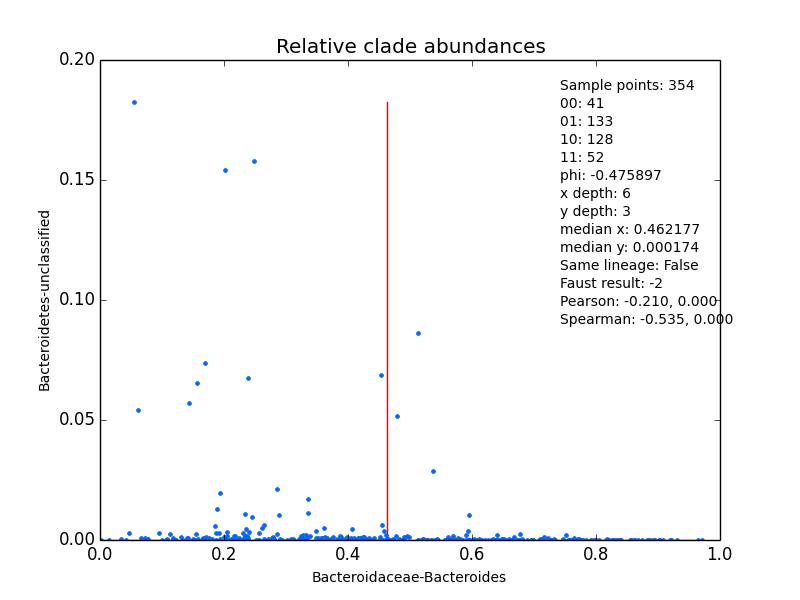 Relative clade abundances
0.20
0.15
0.10
0.05
0.00
Bacteroidetes-unclassified
Sample points: 354
00: 41
01: 133
10: 128
11: 52
phi: -0.475897
x depth: 6
y depth: 3
median x: 0.462177
median y: 0.000174
Same lineage: False
Faust result: -2
Pearson: -0.210, 0.000
Spearman: -0.535, 0.000
0.0 0.2 0.4 0.6 0.8 1.0
Bacteroidaceae-Bacteroides